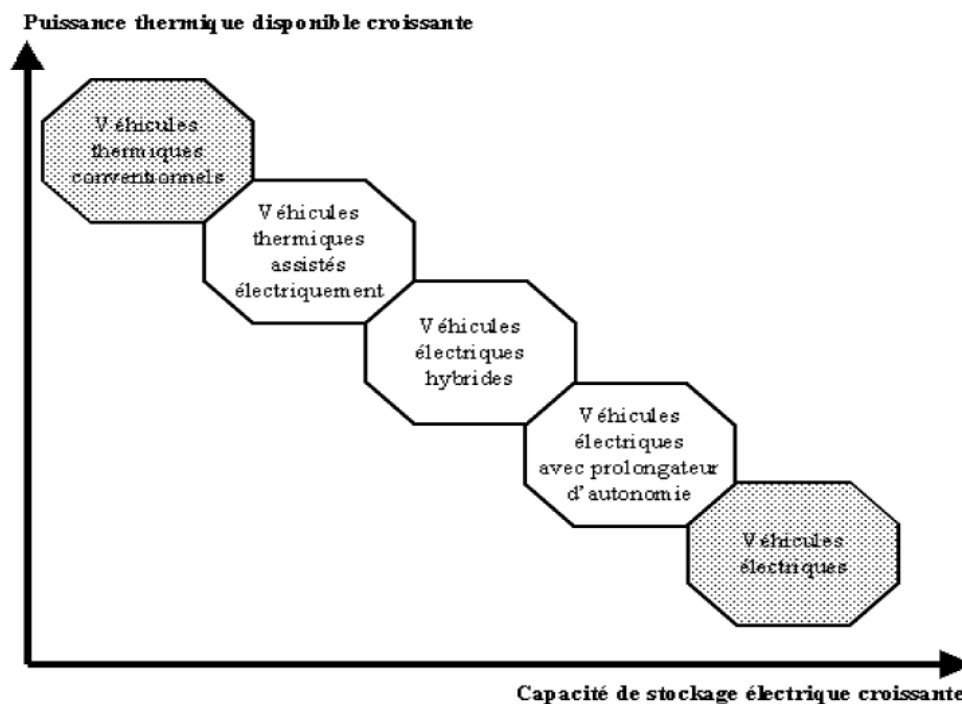 Puissance thermique disponible croissante
Véhicules
thermiques
conventionnels
Véhicules
thermiques
assistés
électriquement
Véhicules
électriques
hybrides
Véhicules
électriques
avec prolongateur
d'autonomie
Véhicules
électriques
Capacité de stockage électrique croissante